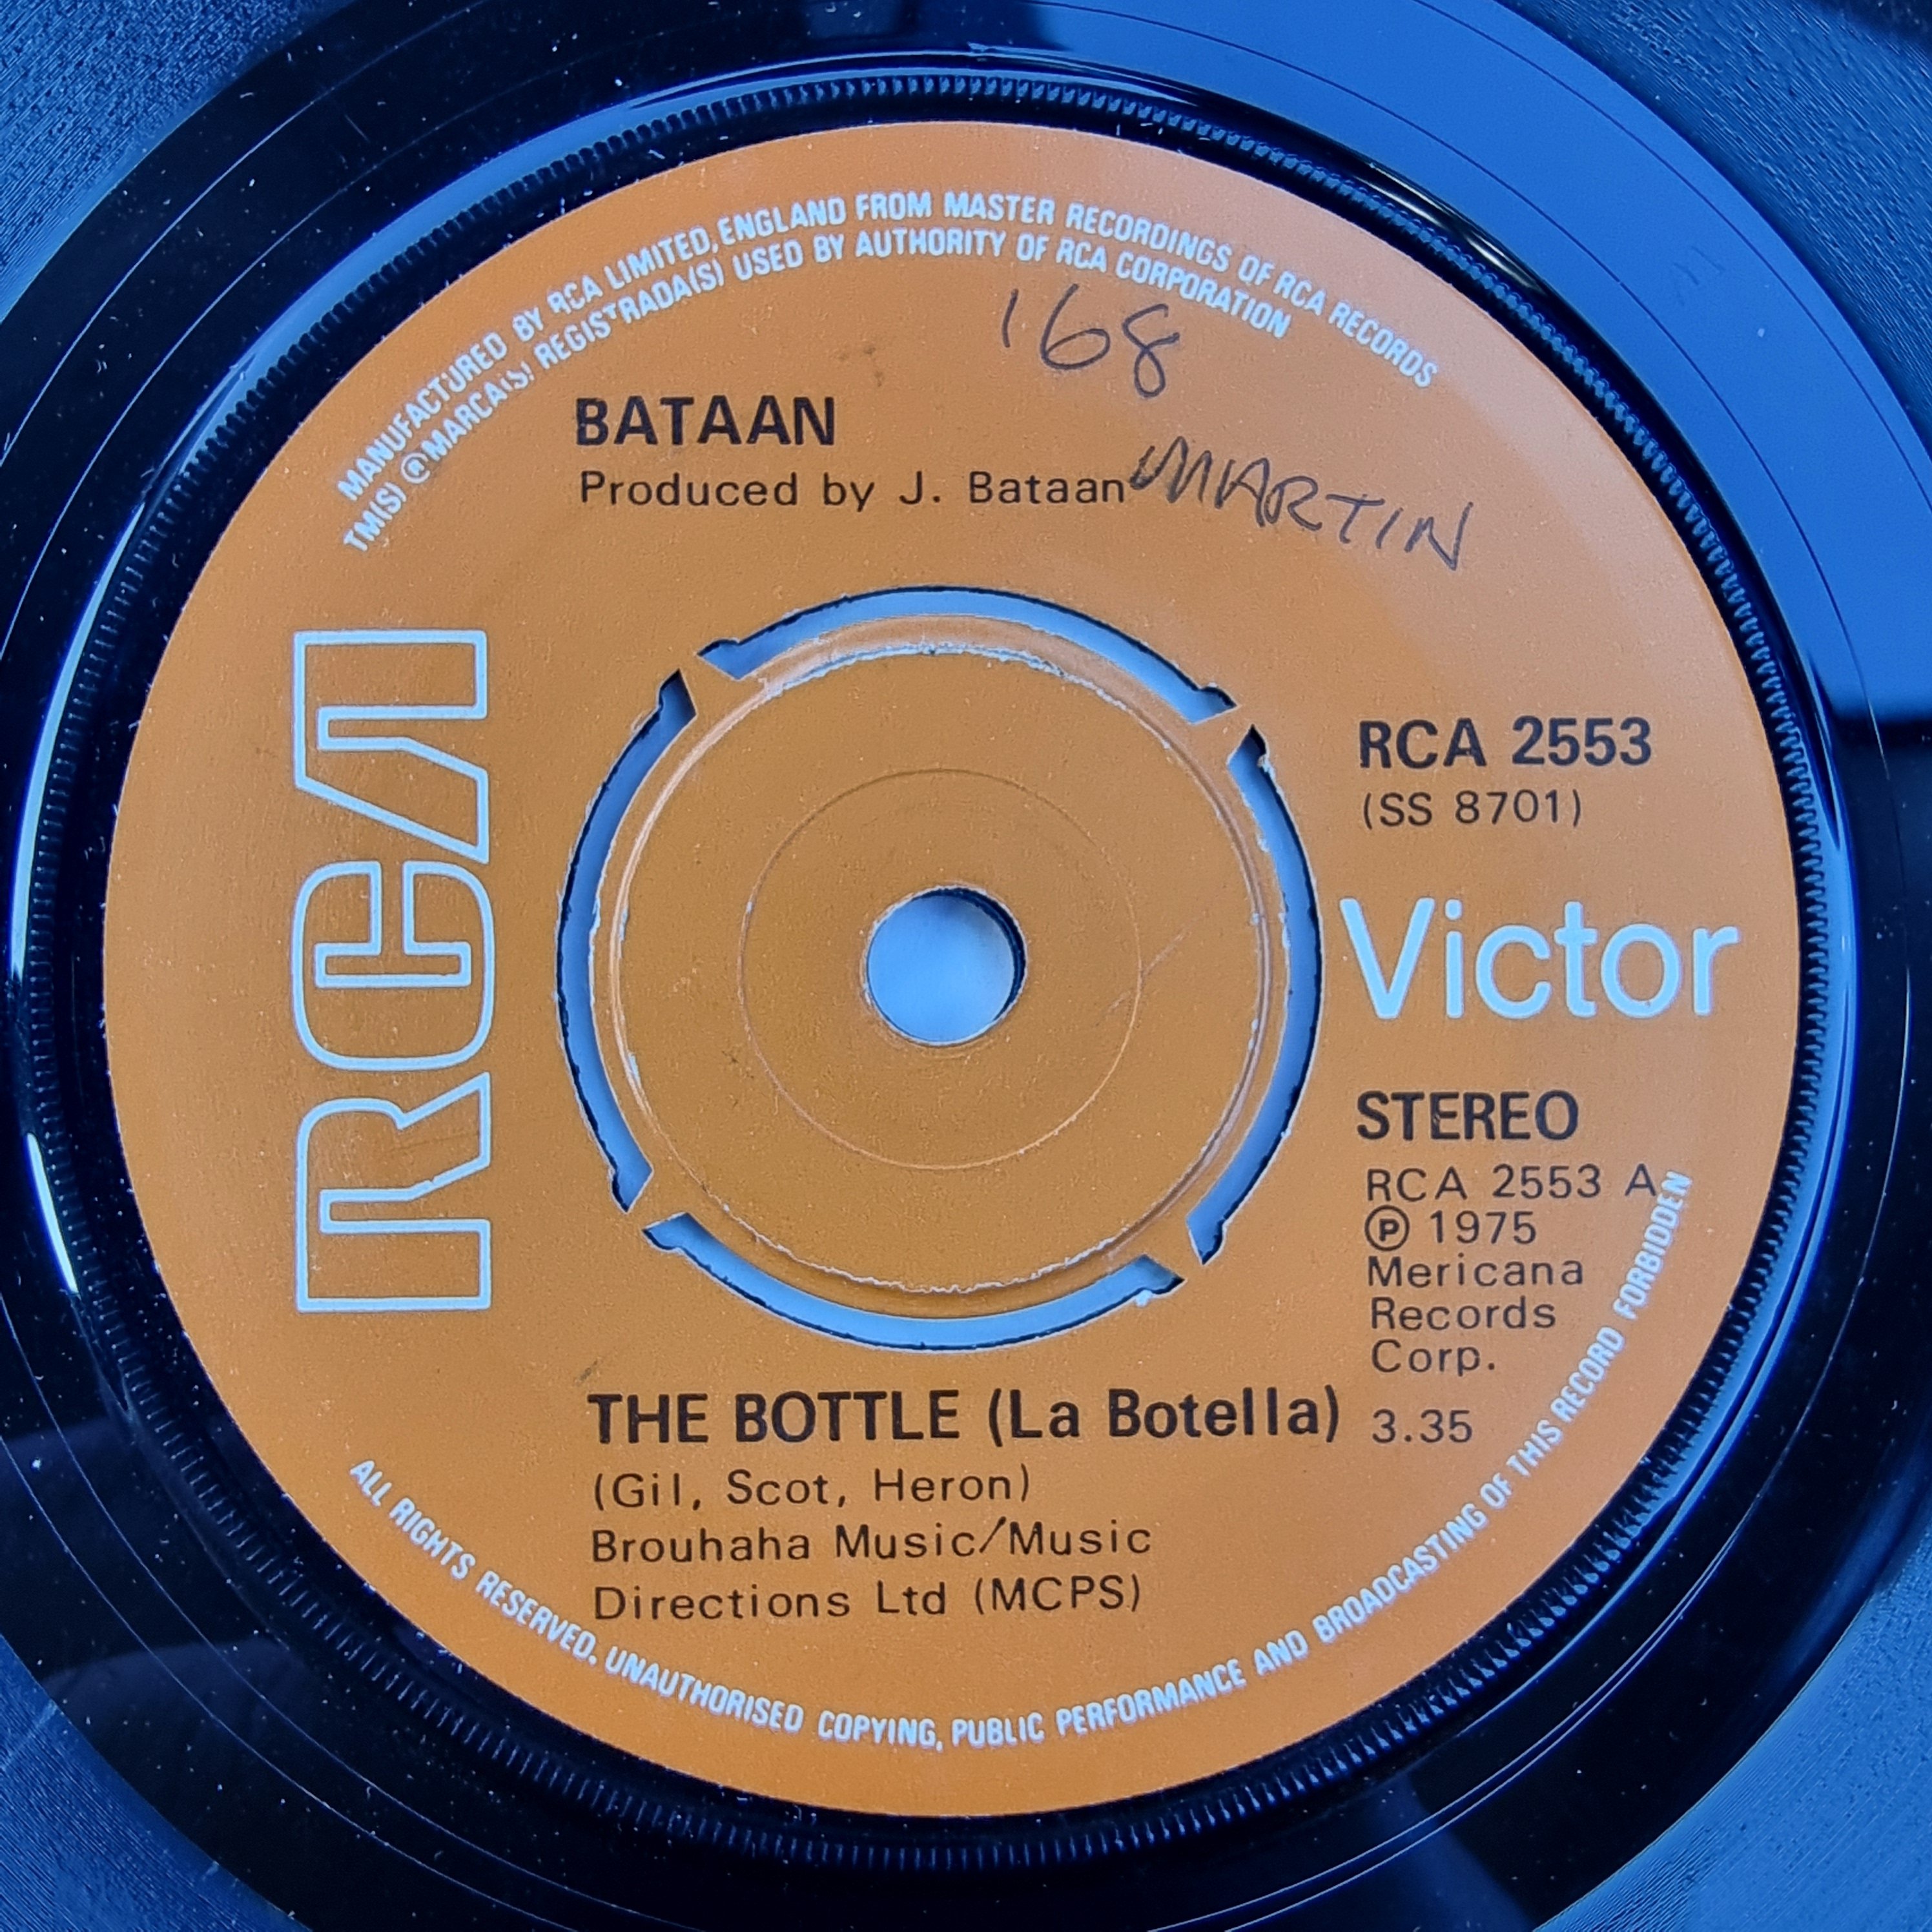 MANUFACTURED BY RCA LIMITED, ENGLAND FROM MASTER RECORDINGS OF RCA RECORDS
TM(S) ®MARCA(S) REGISTRADA(S) USED BY AUTHORITY OF RCA CORPORATION
168
BATAAN
Produced by J. Bataan
MARTIN
RCA
RCA 2553
(SS 8701)
Victor
STEREO
RCA 2553 A
℗ 1975
Mericana
Records
Corp.
THE BOTTLE (La Botella) 3.35
(Gil, Scot, Heron)
Brouhaha Music/Music
Directions Ltd (MCPS)
ALL RIGHTS RESERVED. UNAUTHORISED COPYING, PUBLIC PERFORMANCE AND BROADCASTING OF THIS RECORD FORBIDDEN